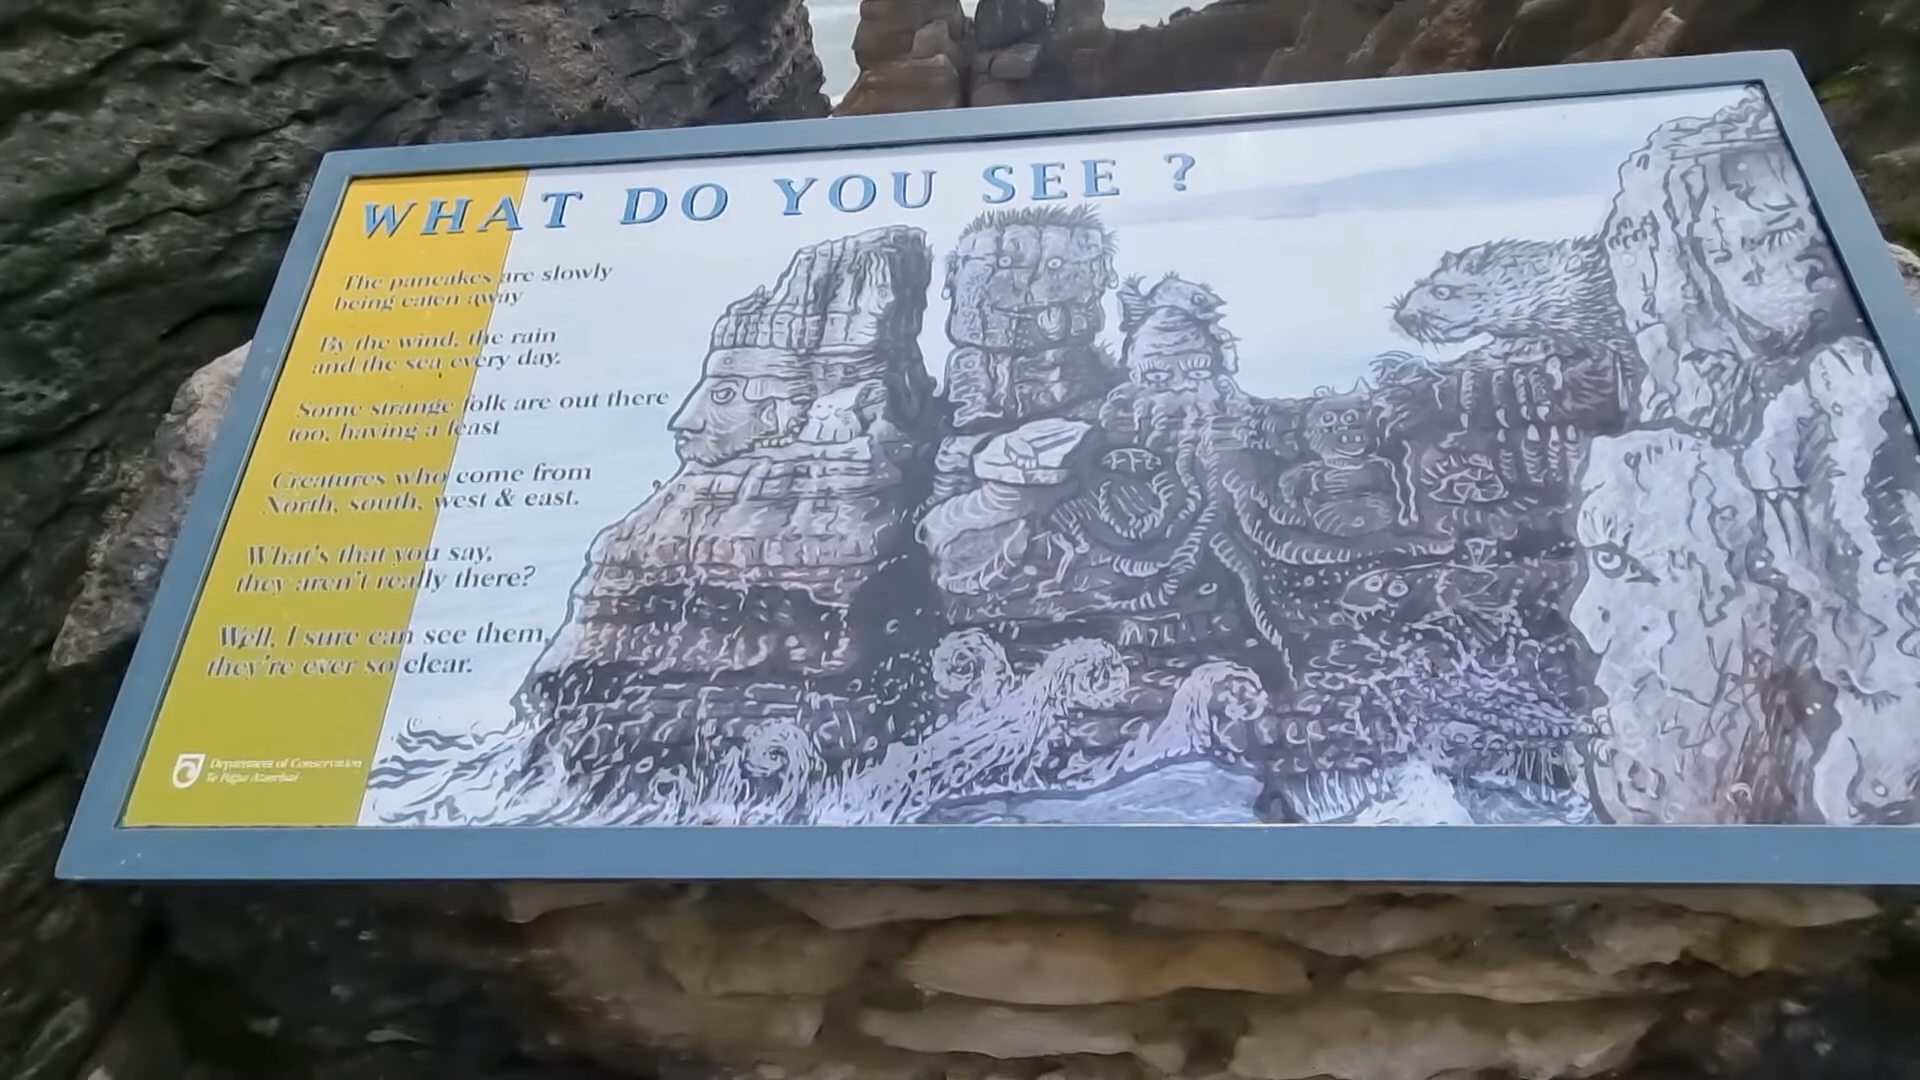 WHAT DO YOU SEE ?
The pancakes are slowly
being eaten away
By the wind, the rain
and the sea every day.
Some strange folk are out there
too, having a feast
Creatures who come from
North, south, west & east.
What's that you say,
they aren't really there?
Well, I sure can see them,
they're ever so clear.
Department of Conservation
Te Papa Atawhai